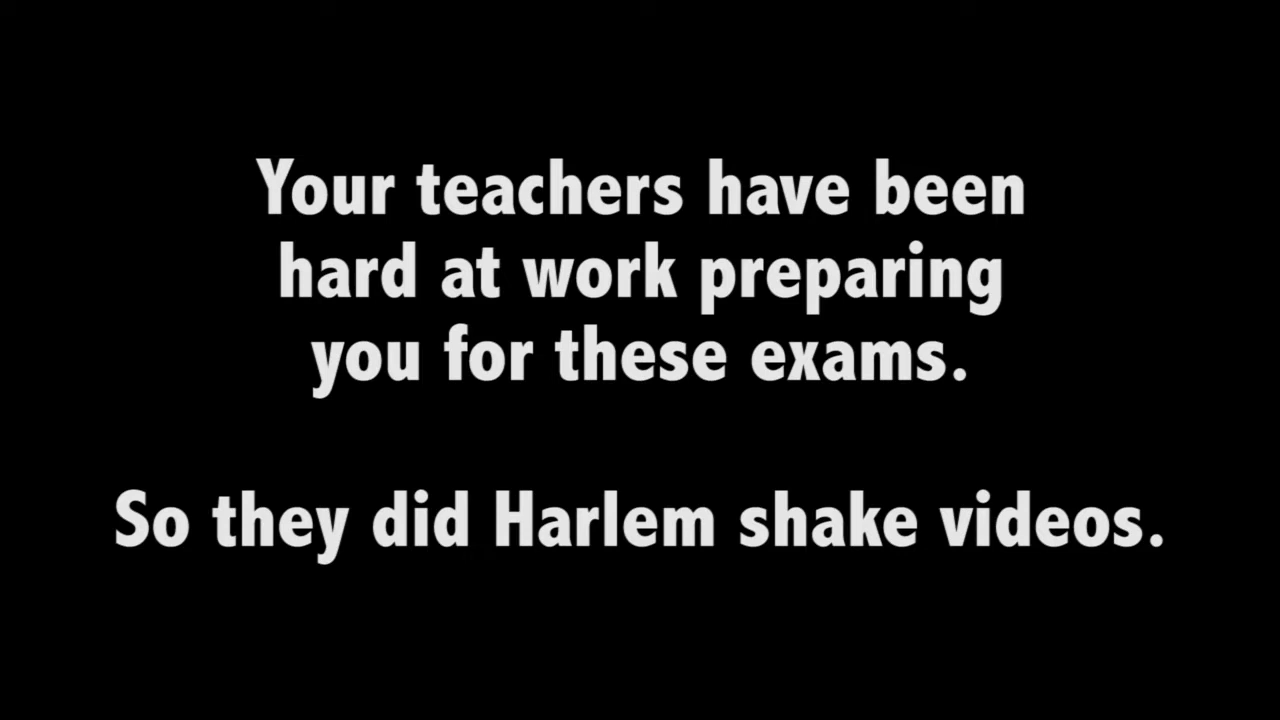 Your teachers have been
hard at work preparing
you for these exams.
So they did Harlem shake videos.